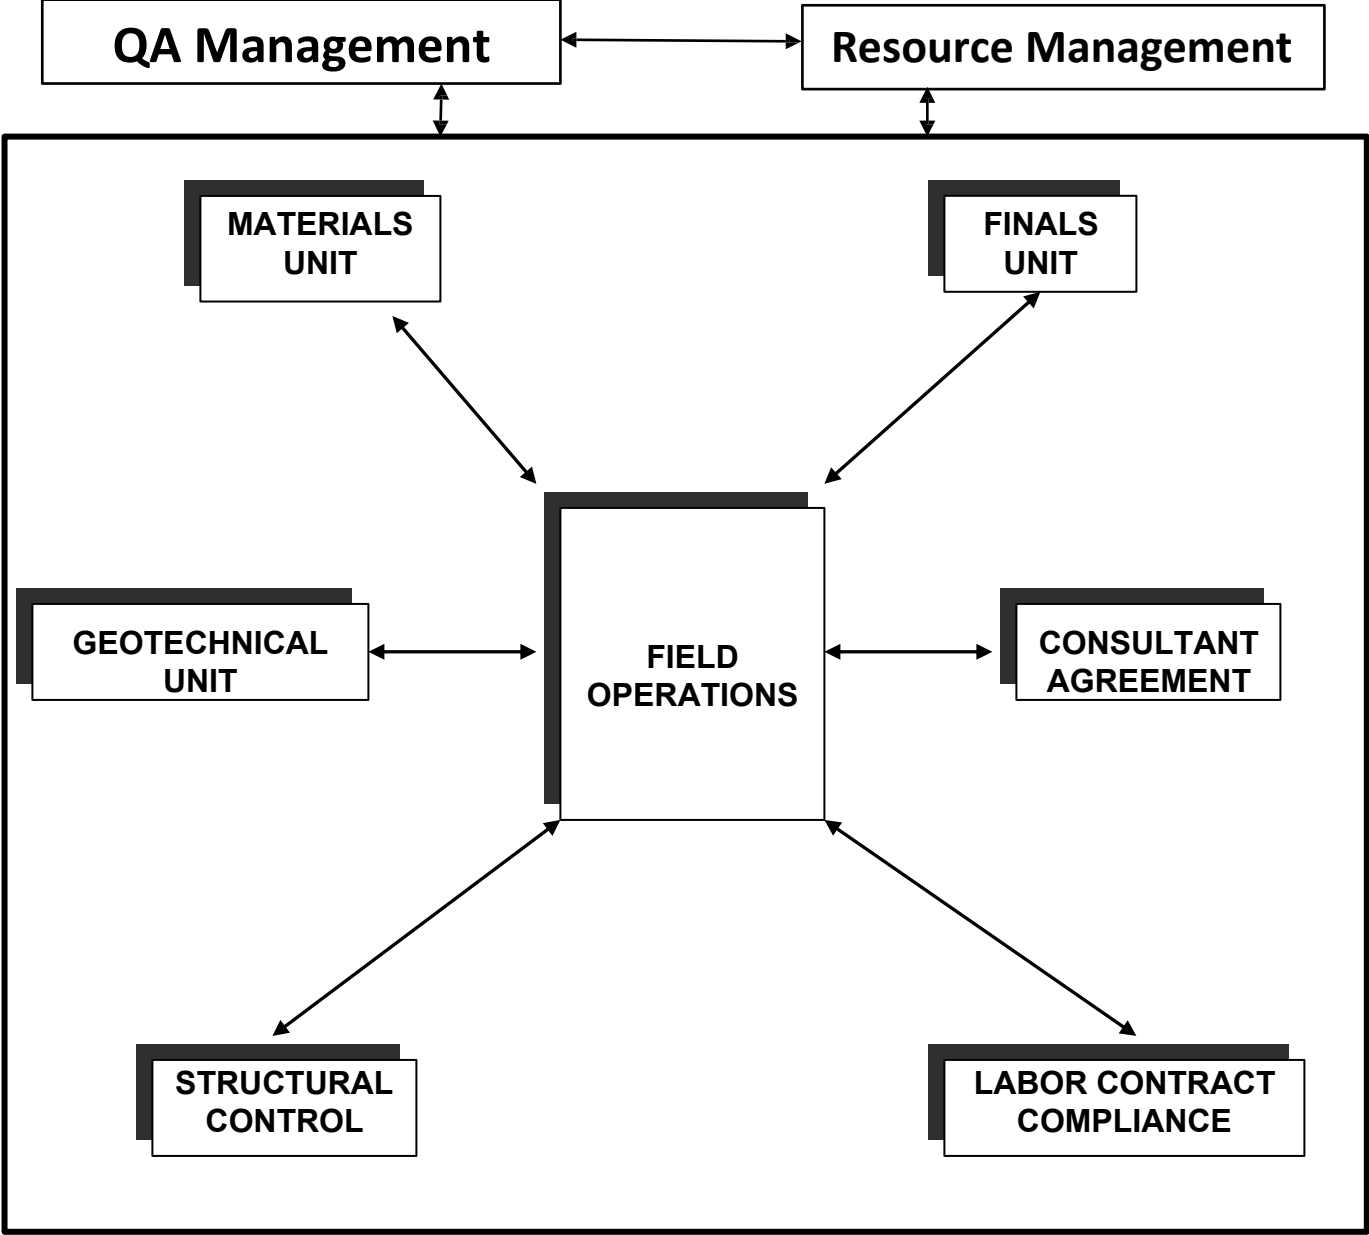 QA Management
Resource Management
MATERIALS
UNIT
FINALS
UNIT
GEOTECHNICAL
UNIT
FIELD
OPERATIONS
CONSULTANT
AGREEMENT
STRUCTURAL
CONTROL
LABOR CONTRACT
COMPLIANCE